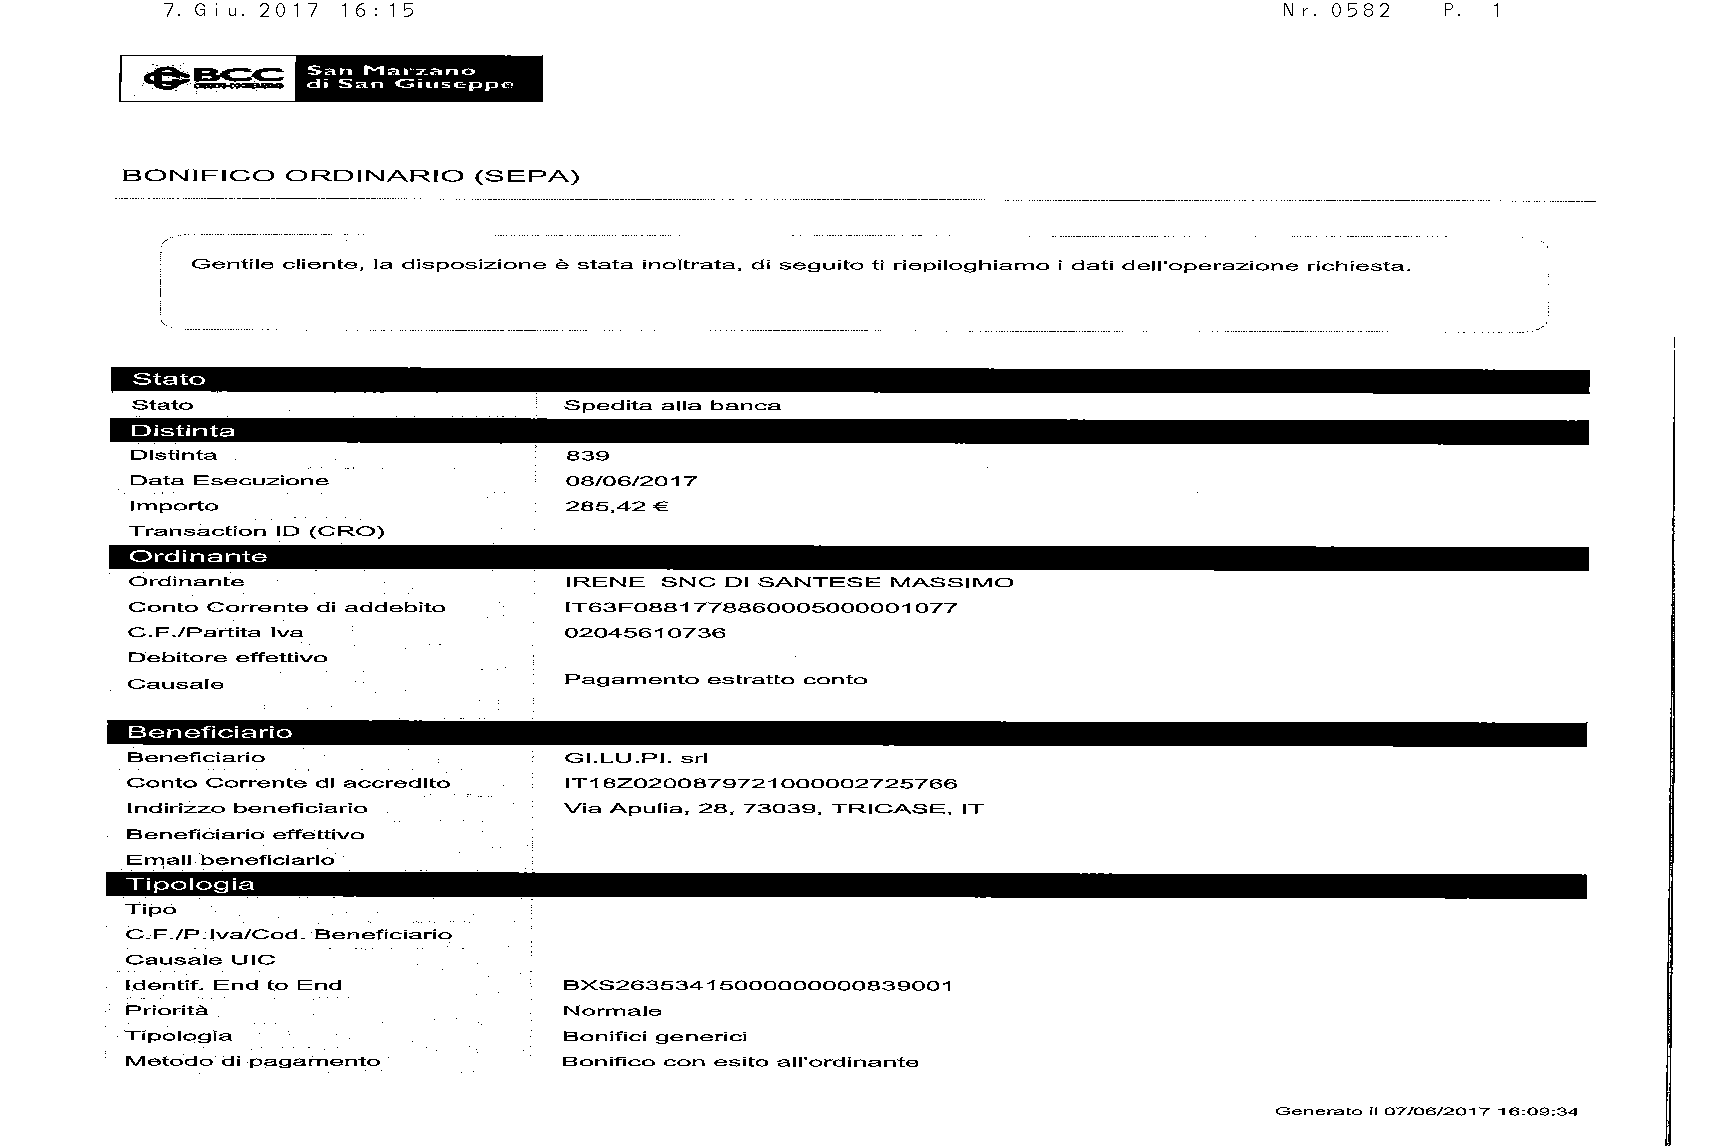 7. Giu. 2017 16:15 Nr. 0582 P. 1
BCC San Marzano
di San Giuseppe
BONIFICO ORDINARIO (SEPA)
Gentile cliente, la disposizione è stata inoltrata, di seguito ti riepiloghiamo i dati dell'operazione richiesta.
Stato
Stato Spedita alla banca
Distinta
Distinta 839
Data Esecuzione 08/06/2017
Importo 285,42 €
Transaction ID (CRO)
Ordinante
Ordinante IRENE SNC DI SANTESE MASSIMO
Conto Corrente di addebito IT63F0881778860005000001077
C.F./Partita Iva 02045610736
Debitore effettivo
Causale Pagamento estratto conto
Beneficiario
Beneficiario GI.LU.PI. srl
Conto Corrente di accredito IT18Z0200879721000002725766
Indirizzo beneficiario Via Apulia, 28, 73039, TRICASE, IT
Beneficiario effettivo
Email beneficiario
Tipologia
Tipo
C.F./P.Iva/Cod. Beneficiario
Causale UIC
Identif. End to End BXS26353415000000000839001
Priorità Normale
Tipologia Bonifici generici
Metodo di pagamento Bonifico con esito all'ordinante
Generato il 07/06/2017 16:09:34